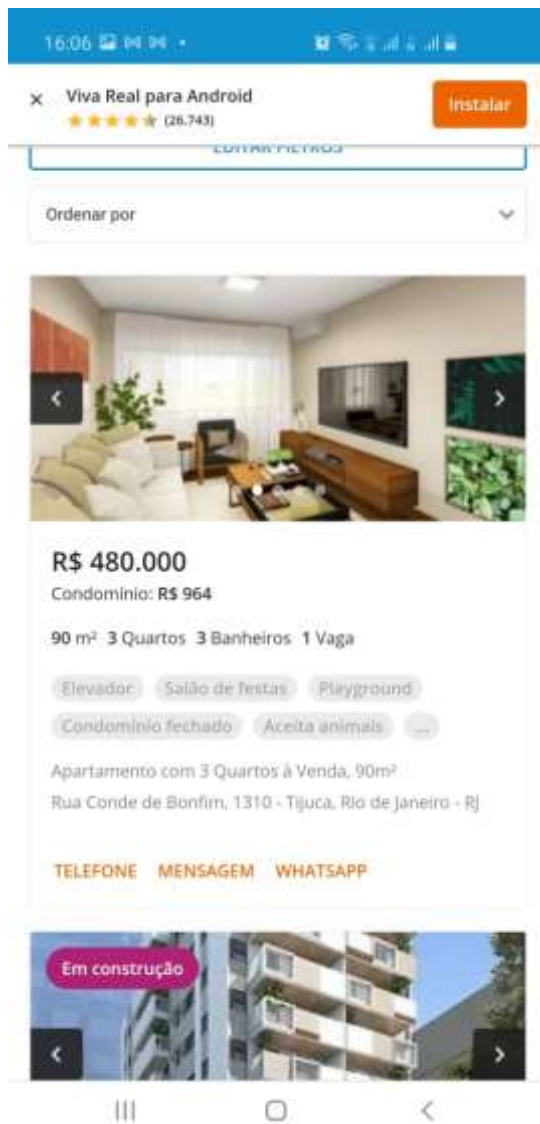 16:06
Viva Real para Android
(26.743)
Instalar
EDITAR FILTROS
Ordenar por
R$ 480.000
Condomínio: R$ 964
90 m² 3 Quartos 3 Banheiros 1 Vaga
Elevador Salão de festas Playground
Condomínio fechado Aceita animais ...
Apartamento com 3 Quartos à Venda, 90m²
Rua Conde de Bonfim, 1310 - Tijuca, Rio de Janeiro - RJ
TELEFONE MENSAGEM WHATSAPP
Em construção